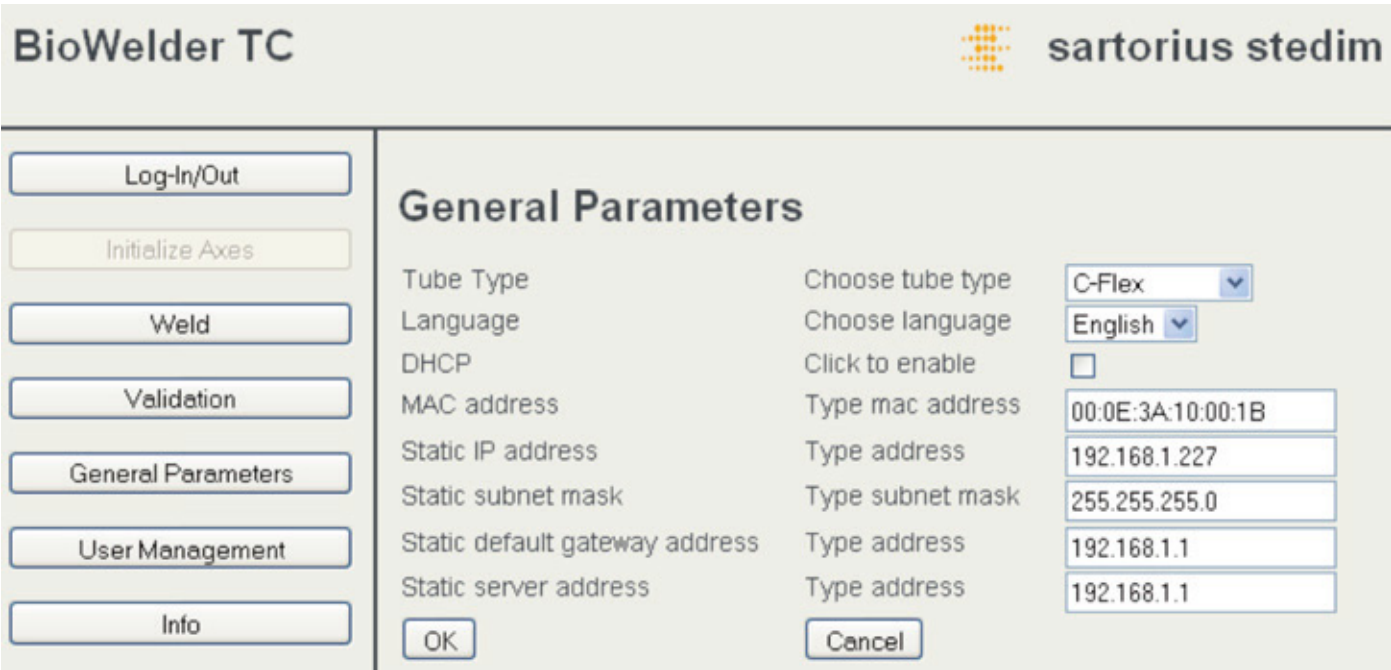 BioWelder TC
sartorius stedim
Log-In/Out
Initialize Axes
Weld
Validation
General Parameters
User Management
Info
General Parameters
Tube Type Choose tube type C-Flex
Language Choose language English
DHCP Click to enable
MAC address Type mac address 00:0E:3A:10:00:1B
Static IP address Type address 192.168.1.227
Static subnet mask Type subnet mask 255.255.255.0
Static default gateway address Type address 192.168.1.1
Static server address Type address 192.168.1.1
OK Cancel